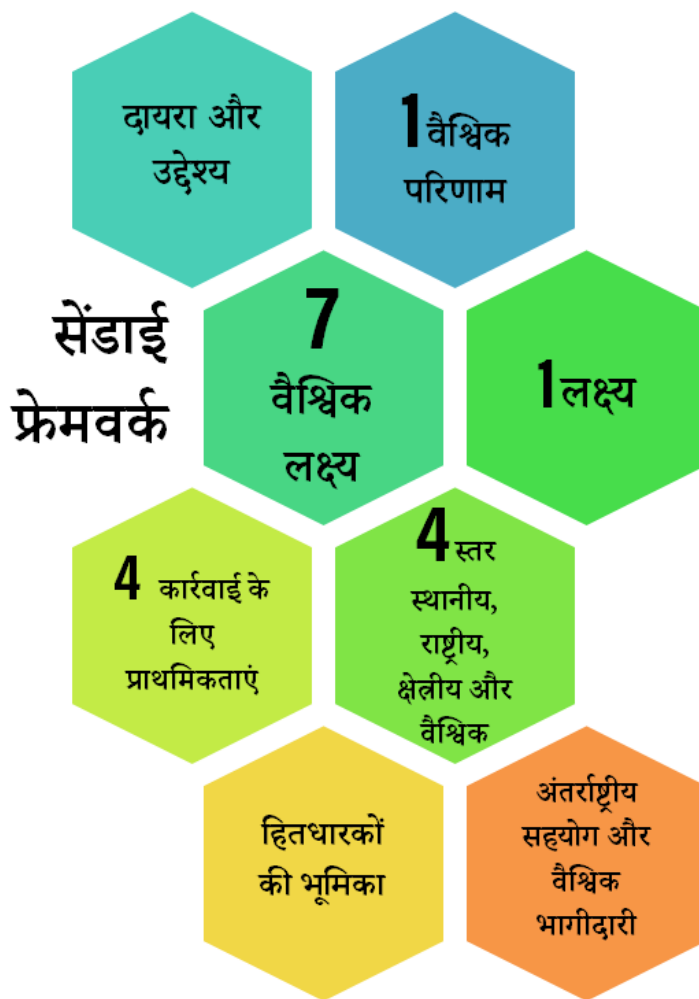 दायरा और
उद्देश्य
1 वैश्विक
परिणाम
सेंडाई
फ्रेमवर्क
7
वैश्विक
लक्ष्य
1 लक्ष्य
4 कार्रवाई के
लिए
प्राथमिकताएं
4 स्तर
स्थानीय,
राष्ट्रीय,
क्षेत्रीय और
वैश्विक
हितधारकों
की भूमिका
अंतर्राष्ट्रीय
सहयोग और
वैश्विक
भागीदारी